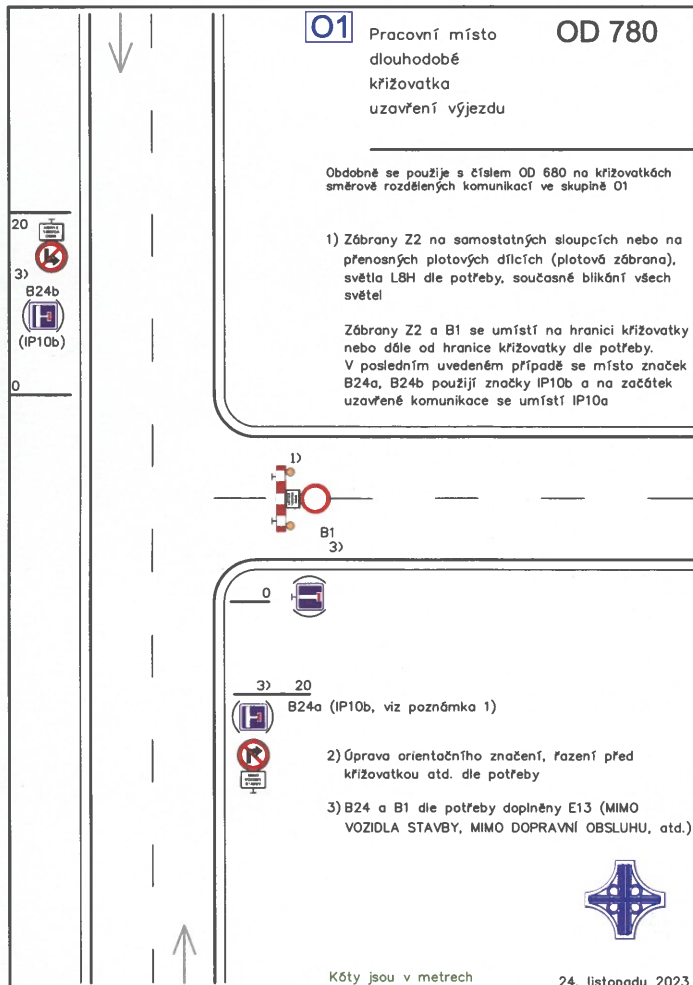 O1
Pracovní místo
dlouhodobé
křižovatka
uzavření výjezdu
OD 780
Obdobně se použije s číslem OD 680 na křižovatkách
směrově rozdělených komunikací ve skupině O1
1) Zábrany Z2 na samostatných sloupcích nebo na
přenosných plotových dílcích (plotová zábrana),
světla L8H dle potřeby, současné blikání všech
světel
Zábrany Z2 a B1 se umístí na hranici křižovatky
nebo dále od hranice křižovatky dle potřeby.
V posledním uvedeném případě se místo značek
B24a, B24b použijí značky IP10b a na začátek
uzavřené komunikace se umístí IP10a
20
3)
B24b
(IP10b)
0
1)
B1
3)
0
3) 20
B24a (IP10b, viz poznámka 1)
2) Úprava orientačního značení, řazení před
křižovatkou atd. dle potřeby
3) B24 a B1 dle potřeby doplněny E13 (MIMO
VOZIDLA STAVBY, MIMO DOPRAVNÍ OBSLUHU, atd.)
Kóty jsou v metrech
24. listopadu 2023